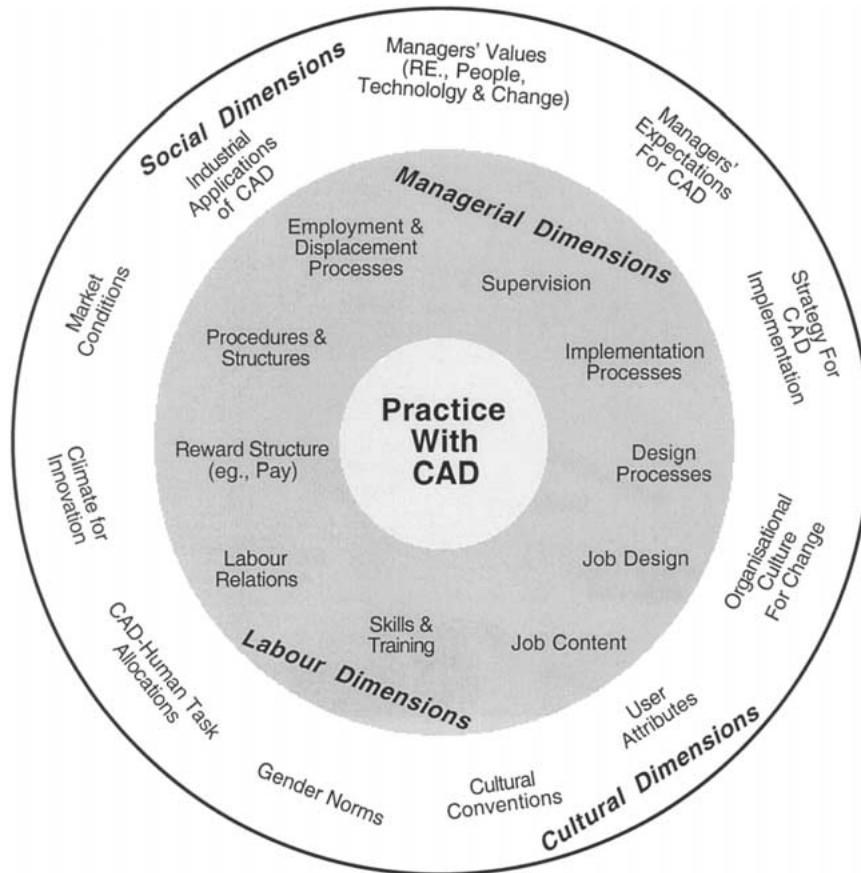 Social Dimensions
Managers' Values
(RE., People,
Technololgy & Change)
Managers'
Expectations
For CAD
Industrial
Applications
of CAD
Strategy For
CAD
Implementation
Market
Conditions
Climate for
Innovation
Organisational
Culture
For Change
CAD-Human Task
Allocations
Gender Norms
Cultural
Conventions
User
Attributes
Cultural Dimensions
Managerial Dimensions
Employment &
Displacement
Processes
Supervision
Procedures &
Structures
Implementation
Processes
Reward Structure
(eg., Pay)
Design
Processes
Labour
Relations
Job Design
Skills &
Training
Job Content
Labour Dimensions
Practice
With
CAD